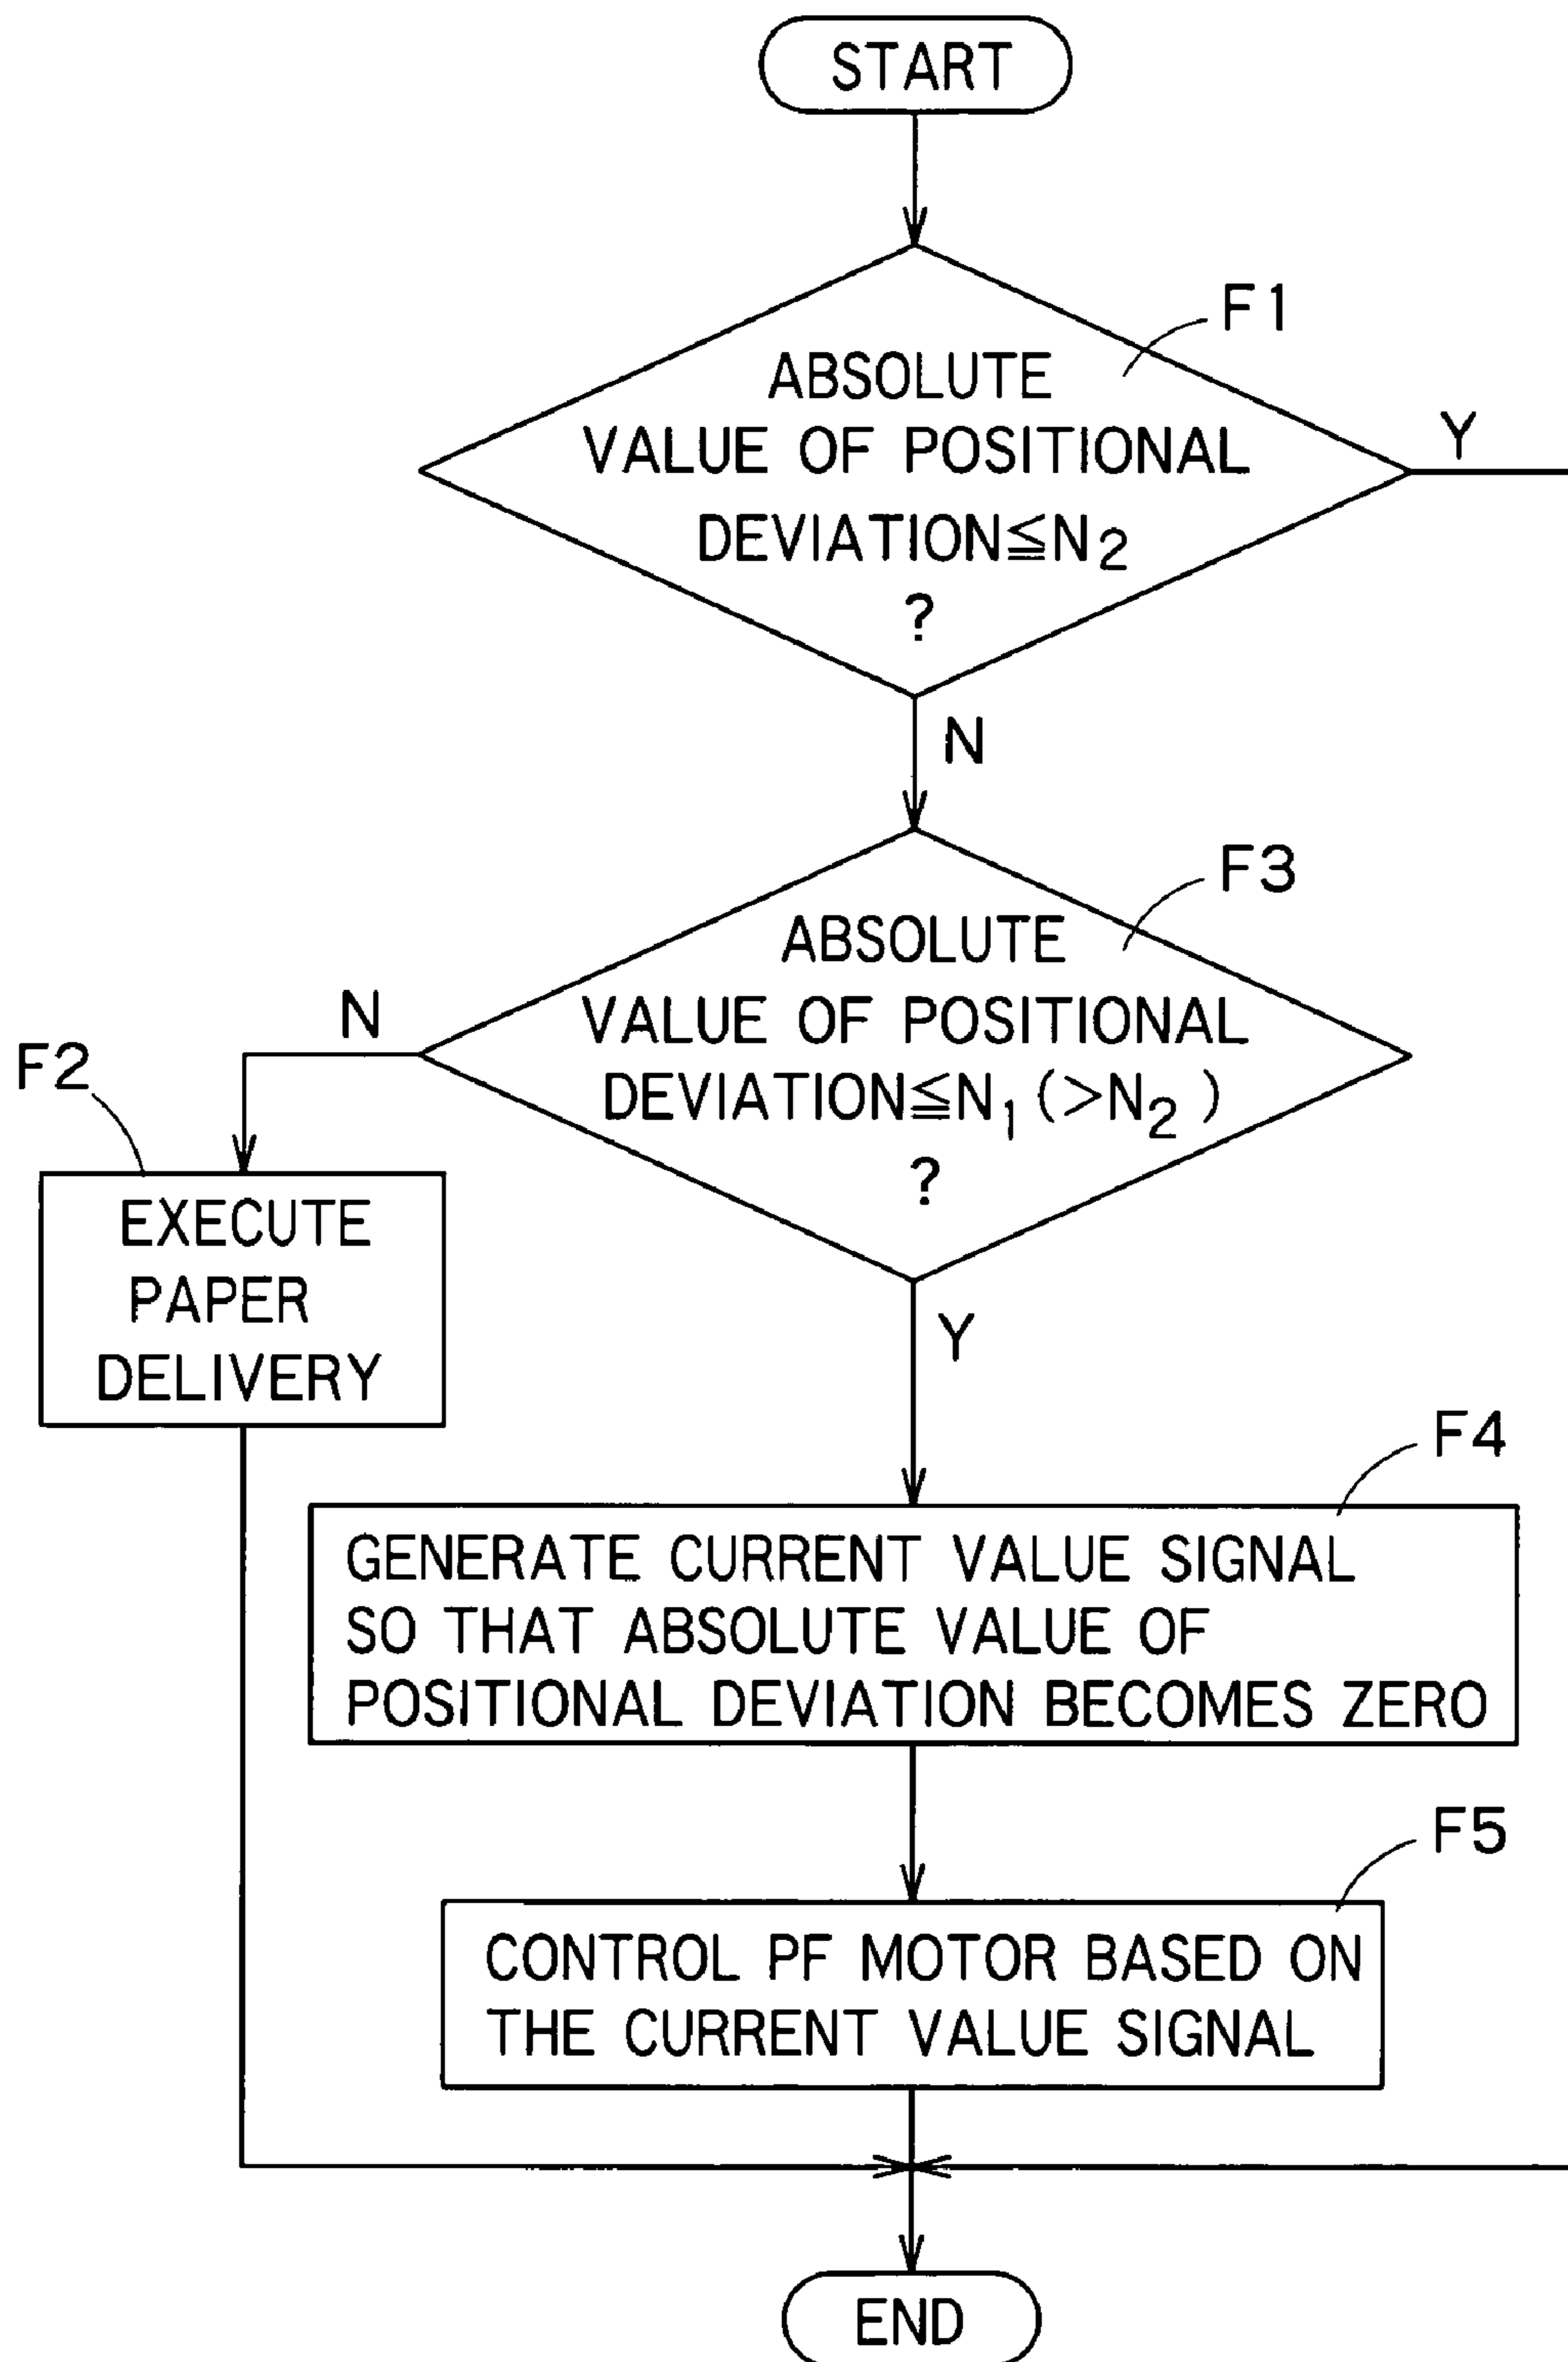 START
F1
ABSOLUTE
VALUE OF POSITIONAL
DEVIATION≦N2
?
Y
N
F3
ABSOLUTE
VALUE OF POSITIONAL
DEVIATION≦N1(>N2)
?
N
F2
EXECUTE
PAPER
DELIVERY
Y
F4
GENERATE CURRENT VALUE SIGNAL
SO THAT ABSOLUTE VALUE OF
POSITIONAL DEVIATION BECOMES ZERO
F5
CONTROL PF MOTOR BASED ON
THE CURRENT VALUE SIGNAL
END